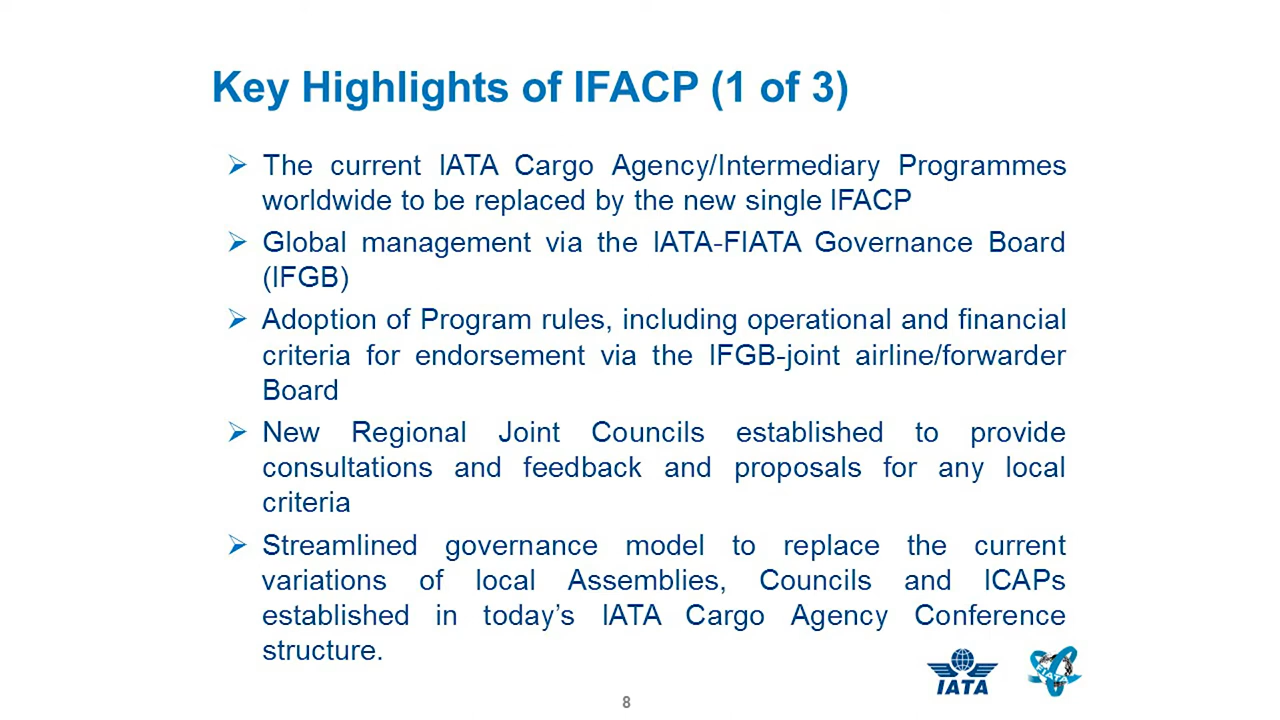 Key Highlights of IFACP (1 of 3)
➢ The current IATA Cargo Agency/Intermediary Programmes
worldwide to be replaced by the new single IFACP
➢ Global management via the IATA-FIATA Governance Board
(IFGB)
➢ Adoption of Program rules, including operational and financial
criteria for endorsement via the IFGB-joint airline/forwarder
Board
➢ New Regional Joint Councils established to provide
consultations and feedback and proposals for any local
criteria
➢ Streamlined governance model to replace the current
variations of local Assemblies, Councils and ICAPs
established in today’s IATA Cargo Agency Conference
structure.
IATA
FIATA
8